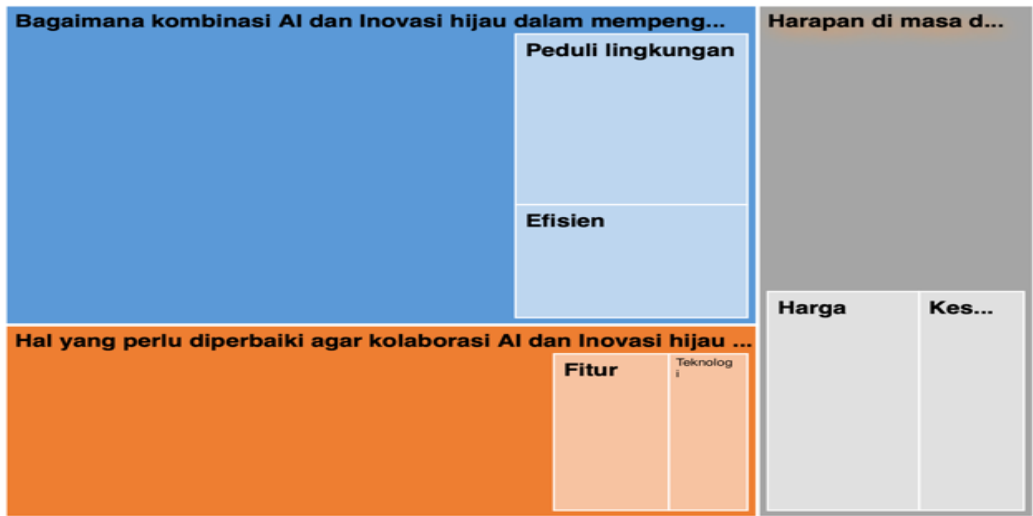 Bagaimana kombinasi AI dan Inovasi hijau dalam mempeng...
Peduli lingkungan
Efisien
Hal yang perlu diperbaiki agar kolaborasi AI dan Inovasi hijau ...
Fitur
Teknolog
i
Harapan di masa d...
Harga
Kes...